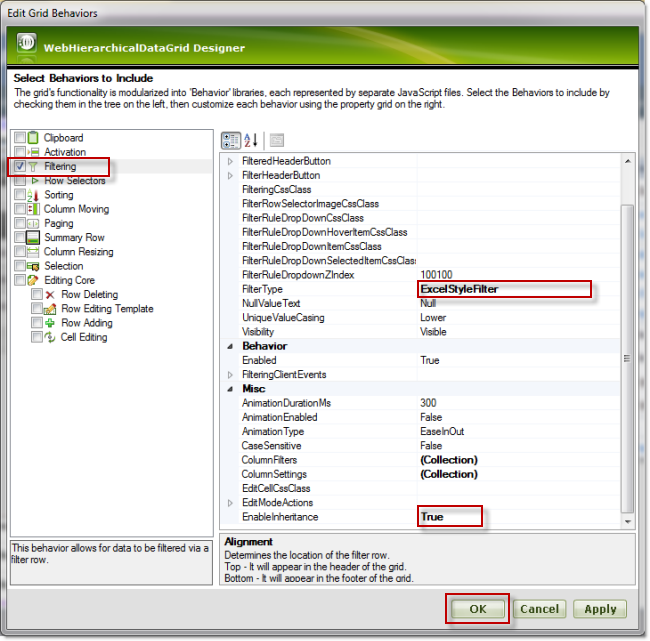 Edit Grid Behaviors
WebHierarchicalDataGrid Designer
Select Behaviors to Include
The grid's functionality is modularized into 'Behavior' libraries, each represented by separate JavaScript files. Select the Behaviors to include by
checking them in the tree on the left, then customize each behavior using the property grid on the right.
Clipboard
Activation
Filtering
Row Selectors
Sorting
Column Moving
Paging
Summary Row
Column Resizing
Selection
Editing Core
Row Deleting
Row Editing Template
Row Adding
Cell Editing
This behavior allows for data to be filtered via a
filter row.
FilteredHeaderButton
FilterHeaderButton
FilteringCssClass
FilterRowSelectorImageCssClass
FilterRuleDropDownCssClass
FilterRuleDropDownHoverItemCssClass
FilterRuleDropDownItemCssClass
FilterRuleDropDownSelectedItemCssClass
FilterRuleDropdownZIndex 100100
FilterType ExcelStyleFilter
NullValueText Null
UniqueValueCasing Lower
Visibility Visible
Behavior
Enabled True
FilteringClientEvents
Misc
AnimationDurationMs 300
AnimationEnabled False
AnimationType EaseInOut
CaseSensitive False
ColumnFilters (Collection)
ColumnSettings (Collection)
EditCellCssClass
EditModeActions
EnableInheritance True
Alignment
Determines the location of the filter row.
Top - It will appear in the header of the grid.
Bottom - It will appear in the footer of the grid.
OK Cancel Apply